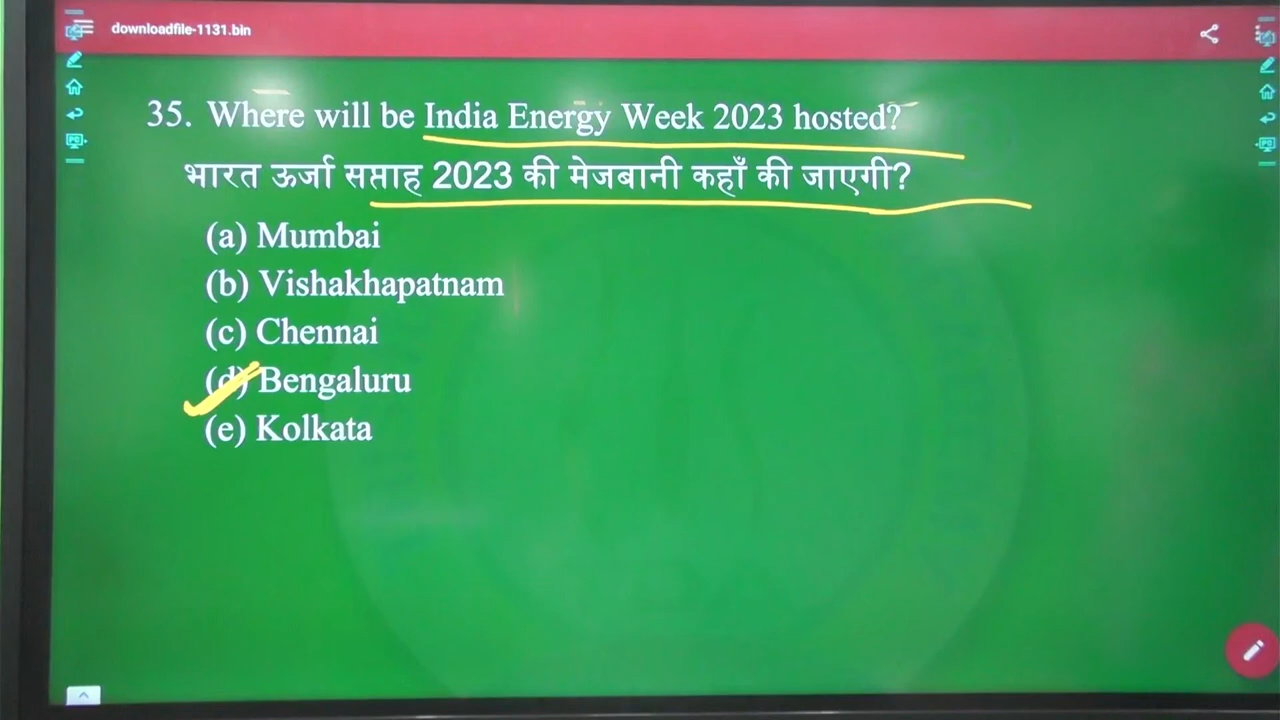 downloadfile-1131.bin
35. Where will be India Energy Week 2023 hosted?
भारत ऊर्जा सप्ताह 2023 की मेजबानी कहाँ की जाएगी?
(a) Mumbai
(b) Vishakhapatnam
(c) Chennai
(d) Bengaluru
(e) Kolkata